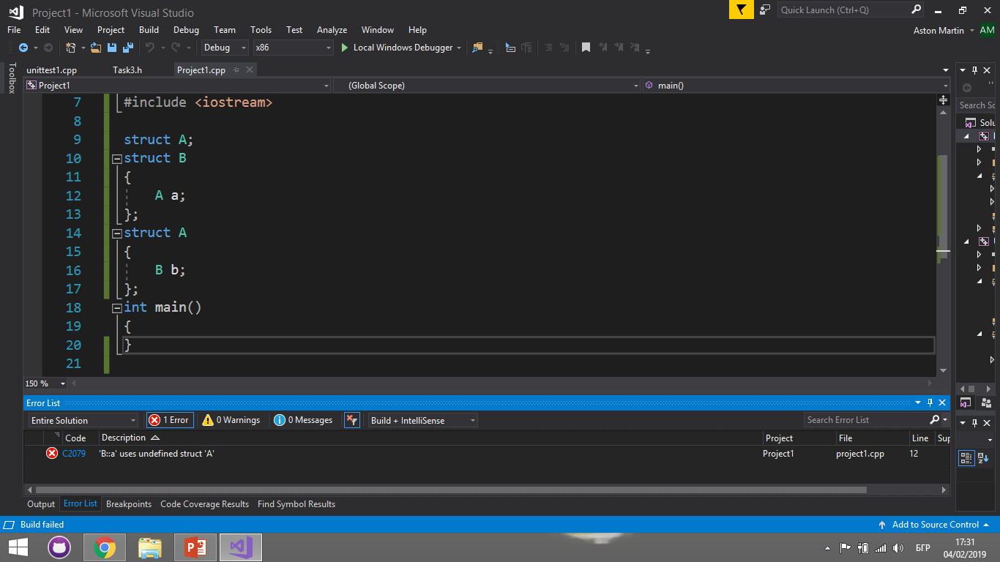 Project1 - Microsoft Visual Studio
Quick Launch (Ctrl+Q)
File Edit View Project Build Debug Team Tools Test Analyze Window Help
Aston Martin AM
Debug x86 Local Windows Debugger
Toolbox
unittest1.cpp Task3.h Project1.cpp
Project1 (Global Scope) main()
7 #include <iostream>
8
9 struct A;
10 struct B
11 {
12 A a;
13 };
14 struct A
15 {
16 B b;
17 };
18 int main()
19 {
20 }
21
Search So
Solu
150 %
Error List
Entire Solution 1 Error 0 Warnings 0 Messages Build + IntelliSense Search Error List
Code Description Project File Line Sup
C2079 'B::a' uses undefined struct 'A' Project1 project1.cpp 12
Output Error List Breakpoints Code Coverage Results Find Symbol Results
Build failed Add to Source Control
БГР 17:31
04/02/2019